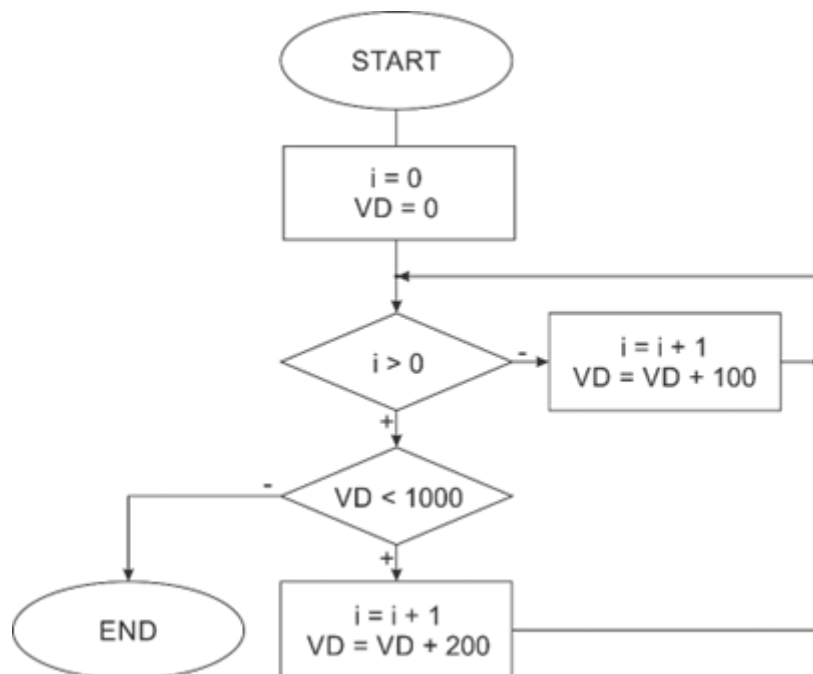 START
i = 0
VD = 0
i > 0
-
i = i + 1
VD = VD + 100
+
-
VD < 1000
+
END
i = i + 1
VD = VD + 200